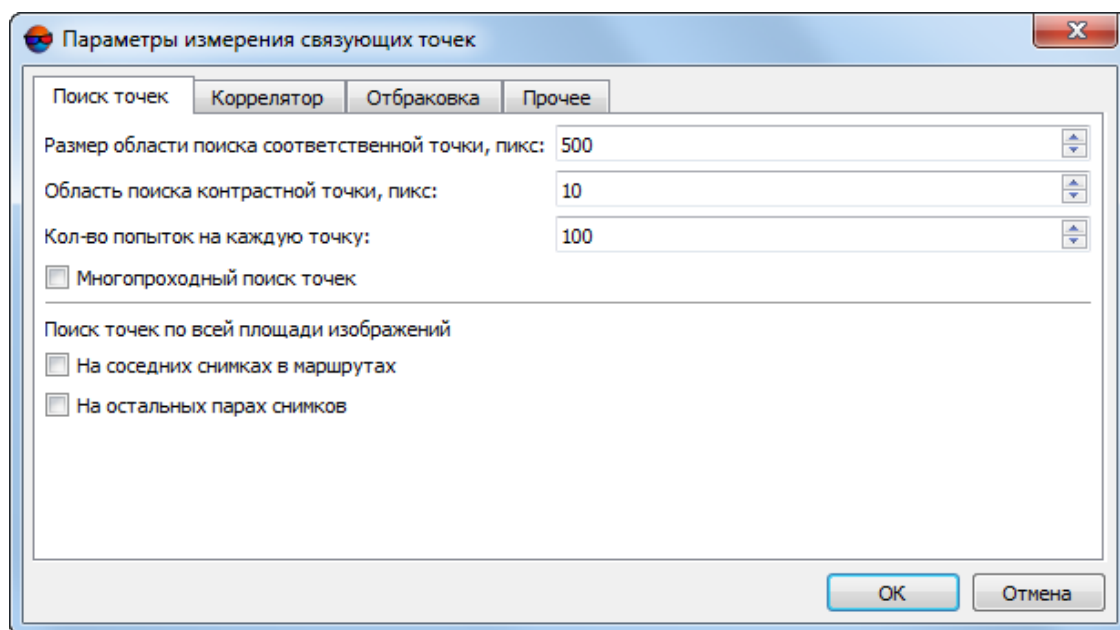 Параметры измерения связующих точек
Поиск точек Коррелятор Отбраковка Прочее
Размер области поиска соответственной точки, пикс: 500
Область поиска контрастной точки, пикс: 10
Кол-во попыток на каждую точку: 100
Многопроходный поиск точек
Поиск точек по всей площади изображений
На соседних снимках в маршрутах
На остальных парах снимков
ОК Отмена